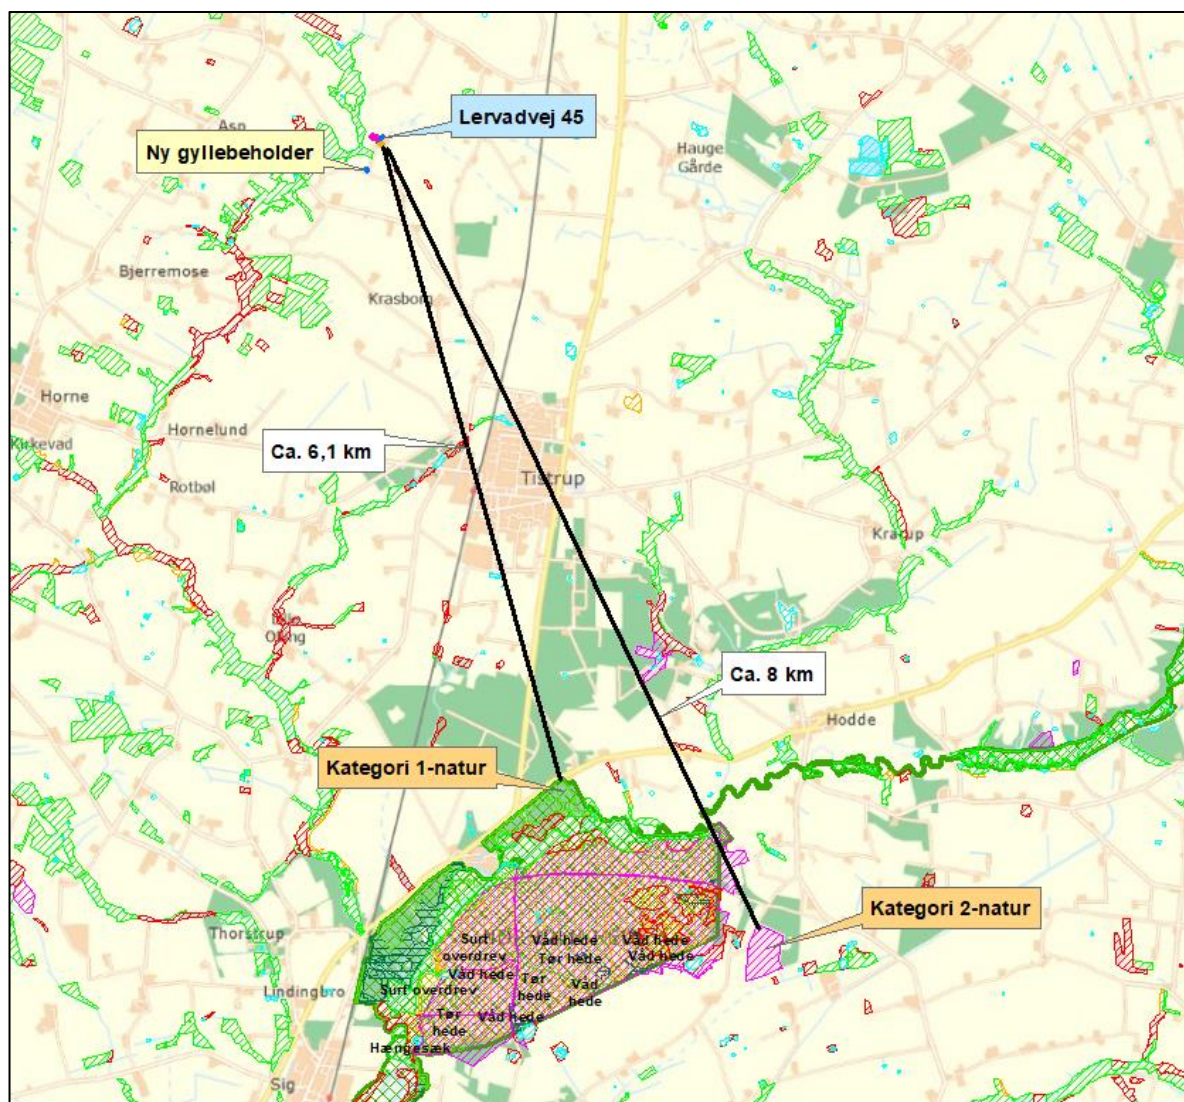 Lervadvej 45
Asp
Ny gyllebeholder
Hauge
Gårde
Bjerremose
Krasborg
Horne
Hornelund
Kirkevad
Ca. 6,1 km
Rotbøl
Tistrup
Krarup
Ølng
Ca. 8 km
Hodde
Kategori 1-natur
Kategori 2-natur
Thorstrup
Surt
overdrev
Våd hede
Tør hede
Våd hede
Våd hede
Våd hede
Surt overdrev
Tør
hede
Våd
hede
Lindingbro
Tør
hede
Våd hede
Hængesæk
Sig